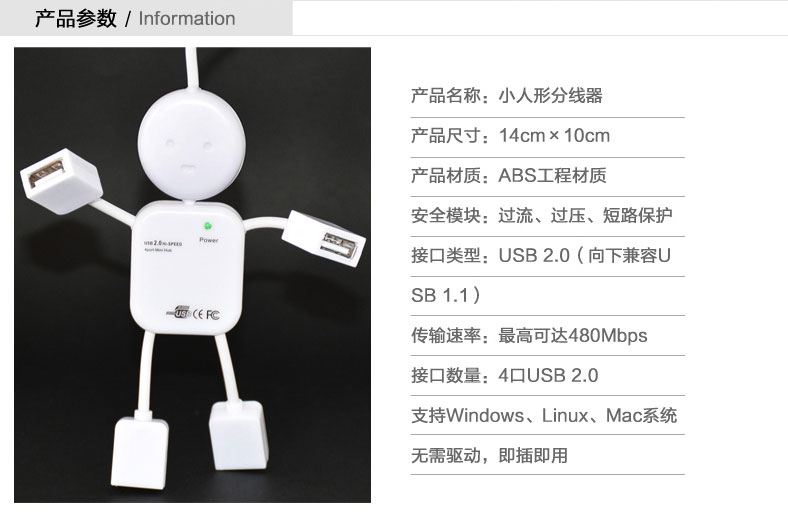 产品参数 / Information
产品名称：小人形分线器
产品尺寸：14cm×10cm
产品材质：ABS工程材质
安全模块：过流、过压、短路保护
接口类型：USB 2.0（向下兼容U
SB 1.1）
传输速率：最高可达480Mbps
接口数量：4口USB 2.0
支持Windows、Linux、Mac系统
无需驱动，即插即用
Power
USB 2.0 HI-SPEED
4port Mini Hub
USB CE FC